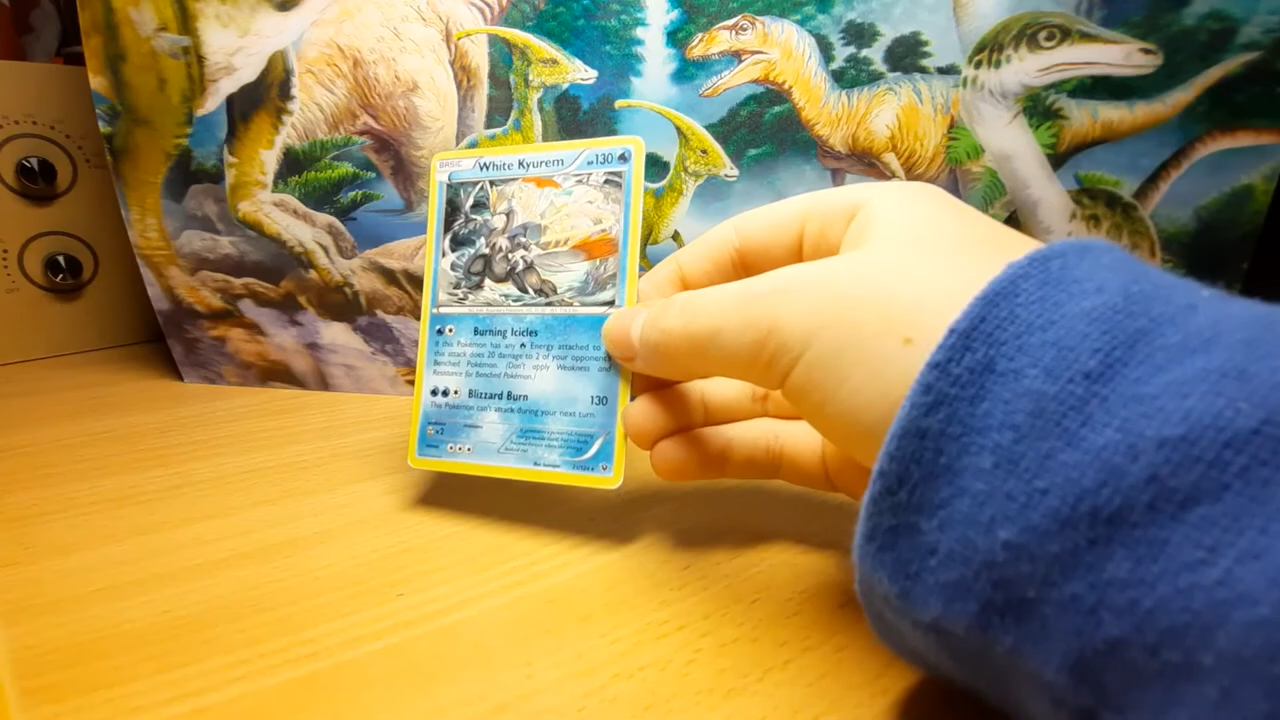 BASIC White Kyurem HP130
Burning Icicles
If this Pokémon has any Energy attached to
this attack does 20 damage to 2 of your opponent's
Benched Pokémon. (Don't apply Weakness and
Resistance for Benched Pokémon.)
Blizzard Burn 130
This Pokémon can't attack during your next turn.
x2
OFF